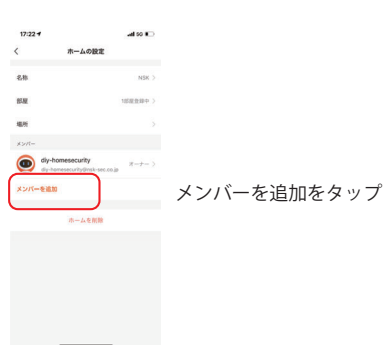 17:22
5G
ホームの設定
名称
NSK
部屋
1部屋登録中
場所
メンバー
diy-homesecurity
diy-homesecurity@nsk-sec.co.jp
オーナー
メンバーを追加
メンバーを追加をタップ
ホームを削除